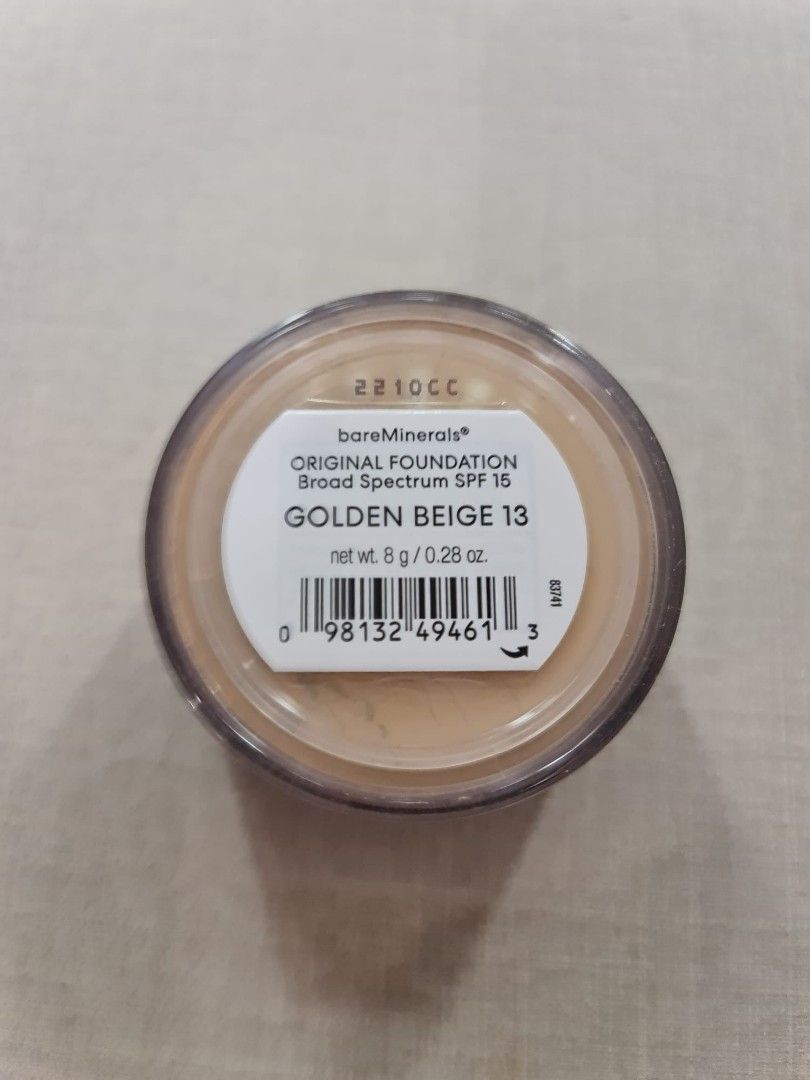 2210CC
bareMinerals®
ORIGINAL FOUNDATION
Broad Spectrum SPF 15
GOLDEN BEIGE 13
net wt. 8 g / 0.28 oz.
83741
0 98132 49461 3